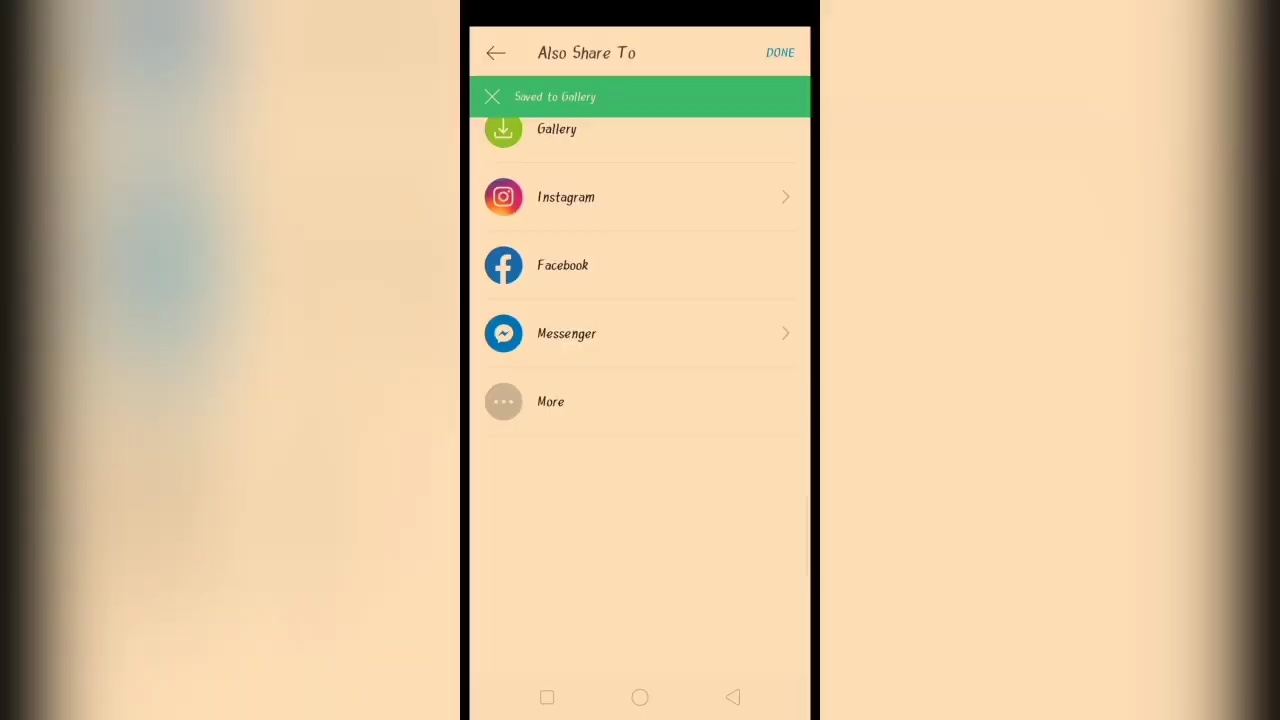 Also Share To
DONE
Saved to Gallery
Gallery
Instagram
Facebook
Messenger
More